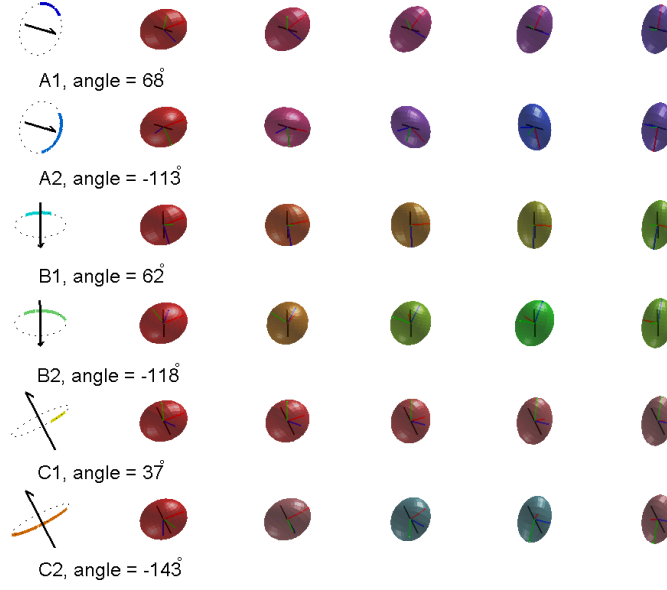 A1, angle = 68°
A2, angle = -113°
B1, angle = 62°
B2, angle = -118°
C1, angle = 37°
C2, angle = -143°